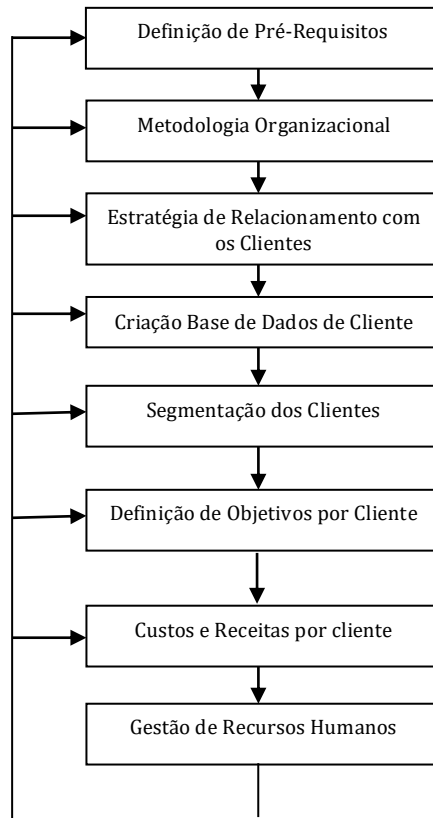 Definição de Pré-Requisitos
Metodologia Organizacional
Estratégia de Relacionamento com
os Clientes
Criação Base de Dados de Cliente
Segmentação dos Clientes
Definição de Objetivos por Cliente
Custos e Receitas por cliente
Gestão de Recursos Humanos